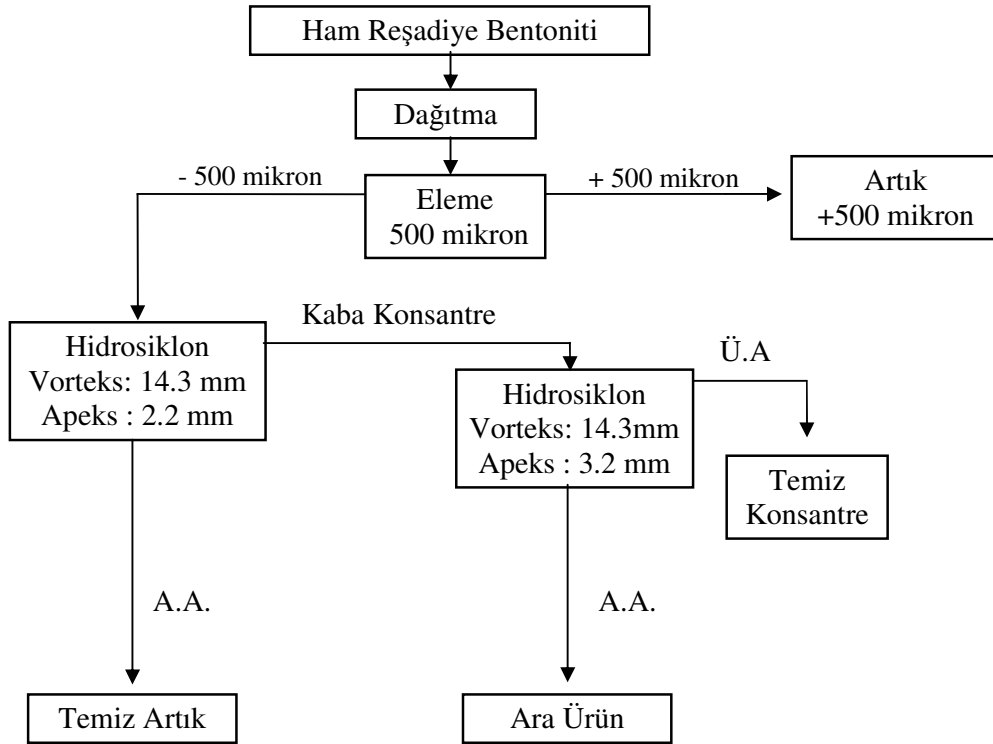 Ham Reşadiye Bentoniti
Dağıtma
- 500 mikron
+ 500 mikron
Eleme
500 mikron
Artık
+500 mikron
Kaba Konsantre
Hidrosiklon
Vorteks: 14.3 mm
Apeks : 2.2 mm
Ü.A
Hidrosiklon
Vorteks: 14.3mm
Apeks : 3.2 mm
Temiz
Konsantre
A.A.
A.A.
Temiz Artık
Ara Ürün